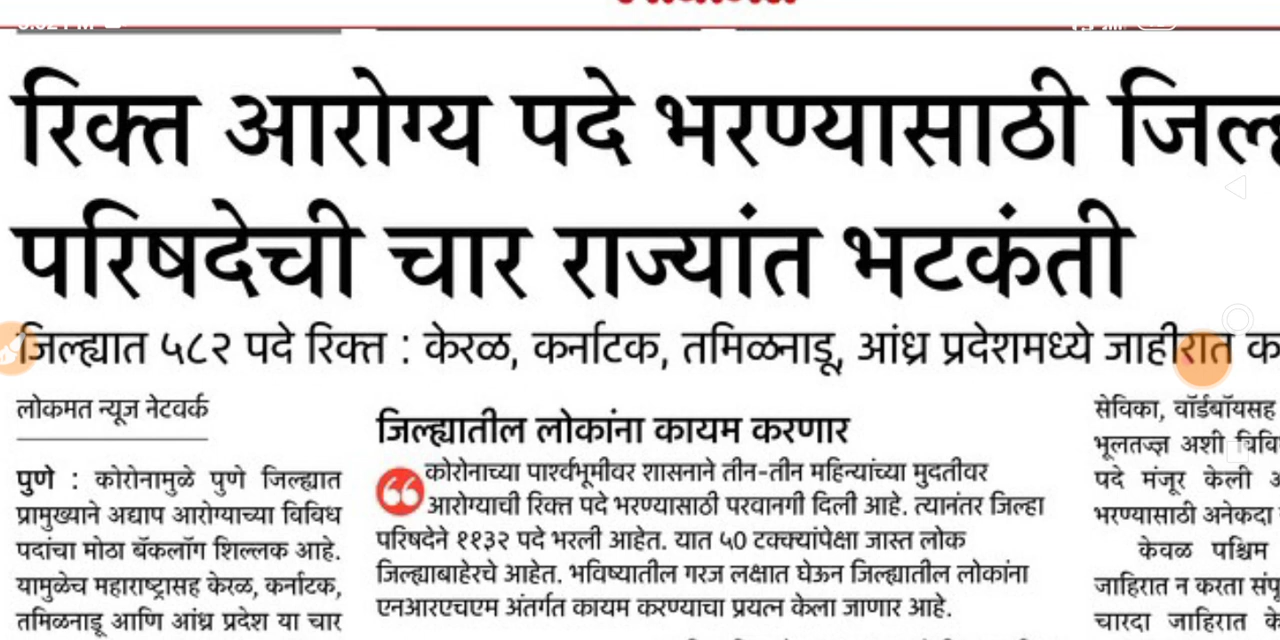 रिक्त आरोग्य पदे भरण्यासाठी
परिषदेची चार राज्यांत भटकंती
जिल्ह्यात ५८२ पदे रिक्त : केरळ, कर्नाटक, तमिळनाडू, आंध्र प्रदेशमध्ये जाहीरात
लोकमत न्यूज नेटवर्क
पुणे : कोरोनामुळे पुणे जिल्ह्यात
प्रामुख्याने अद्याप आरोग्याच्या विविध
पदांचा मोठा बॅकलॉग शिल्लक आहे.
यामुळेच महाराष्ट्रासह केरळ, कर्नाटक,
तमिळनाडू आणि आंध्र प्रदेश या चार
जिल्ह्यातील लोकांना कायम करणार
कोरोनाच्या पार्श्वभूमीवर शासनाने तीन-तीन महिन्यांच्या मुदतीवर
आरोग्याची रिक्त पदे भरण्यासाठी परवानगी दिली आहे. त्यानंतर जिल्हा
परिषदेने ११३२ पदे भरली आहेत. यात ५० टक्क्यांपेक्षा जास्त लोक
जिल्ह्याबाहेरचे आहेत. भविष्यातील गरज लक्षात घेऊन जिल्ह्यातील लोकांना
एनआरएचएम अंतर्गत कायम करण्याचा प्रयत्न केला जाणार आहे.
सेविका, वॉर्डबॉयसह
भूलतज्ज्ञ अशी
पदे मंजूर केली
भरण्यासाठी अनेकदा
केवळ पश्चिम
जाहिरात न करता
चारदा जाहिरात